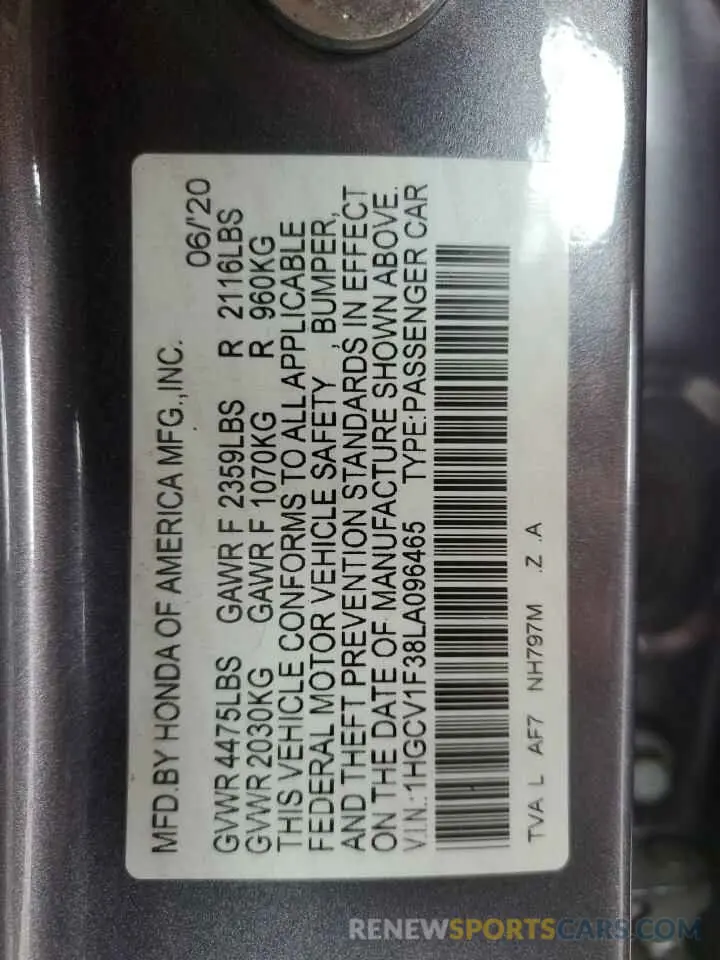 MFD.BY HONDA OF AMERICA MFG.,INC. 06/'20
GVWR 4475LBS GAWR F 2359LBS R 2116LBS
GVWR 2030KG GAWR F 1070KG R 960KG
THIS VEHICLE CONFORMS TO ALL APPLICABLE
FEDERAL MOTOR VEHICLE SAFETY , BUMPER,
AND THEFT PREVENTION STANDARDS IN EFFECT
ON THE DATE OF MANUFACTURE SHOWN ABOVE.
V.I.N.:1HGCV1F38LA096465 TYPE:PASSENGER CAR
TVA L AF7 NH797M .Z .A
RENEWSPORTSCARS.COM